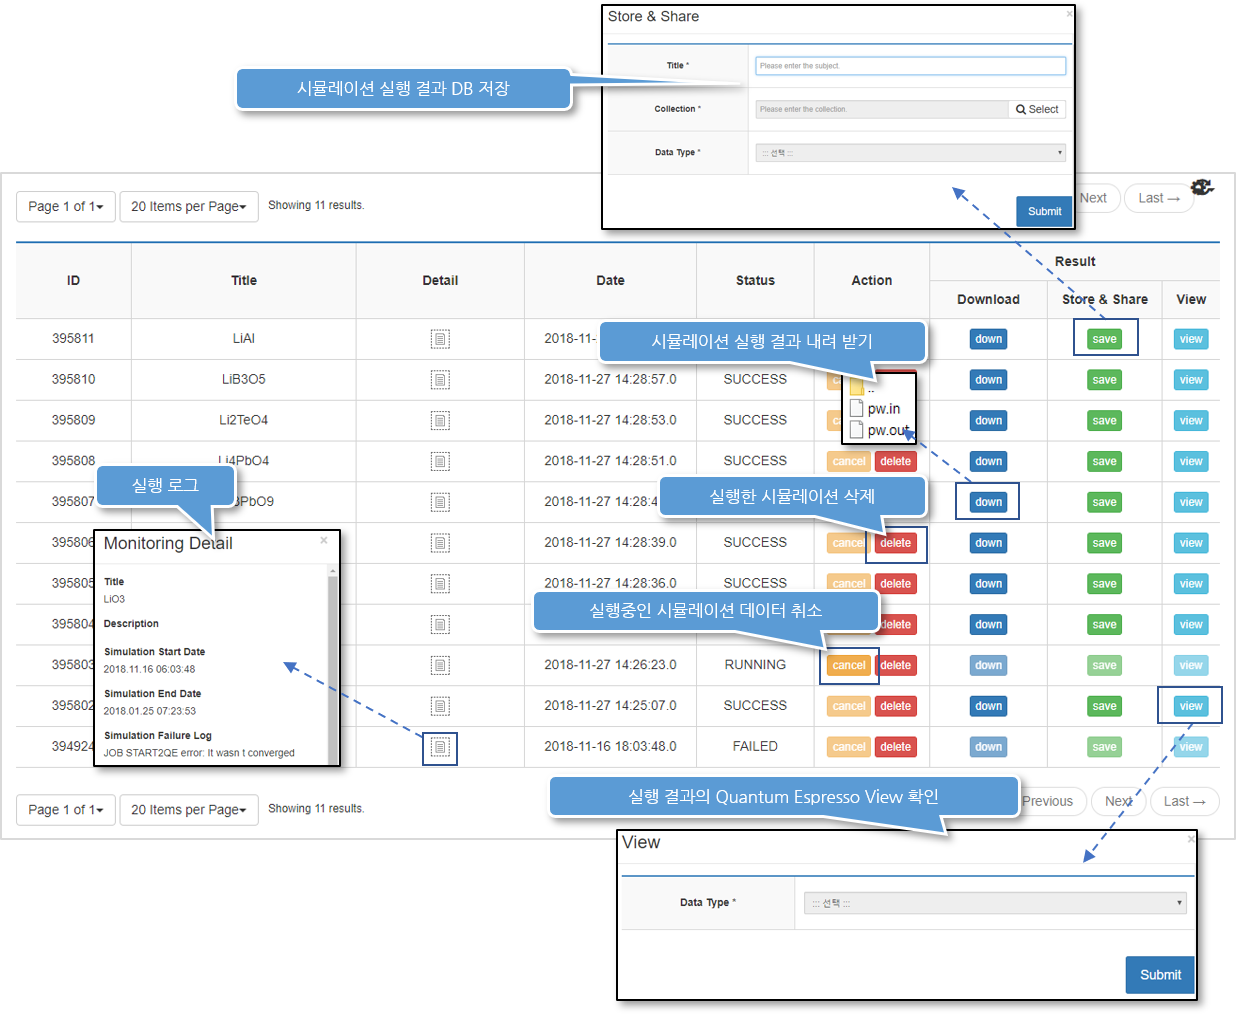 Store & Share
×
Title *
Please enter the subject.
시뮬레이션 실행 결과 DB 저장
Collection *
Please enter the collection.
Select
Data Type *
::: 선택 :::
Submit
Page 1 of 1
20 Items per Page
Showing 11 results.
Next
Last →
ID
Title
Detail
Date
Status
Action
Result
Download
Store & Share
View
395811
LiAl
2018-11-
시뮬레이션 실행 결과 내려 받기
down
save
view
395810
LiB3O5
2018-11-27 14:28:57.0
SUCCESS
down
save
view
..
pw.in
pw.out
395809
Li2TeO4
2018-11-27 14:28:53.0
SUCCESS
down
save
view
395808
Li4PbO4
2018-11-27 14:28:51.0
SUCCESS
cancel
delete
down
save
view
실행 로그
395807
3PbO9
2018-11-27 14:28:4
실행한 시뮬레이션 삭제
down
save
view
395806
2018-11-27 14:28:39.0
SUCCESS
cancel
delete
down
save
view
Monitoring Detail
×
Title
LiO3
Description
Simulation Start Date
2018.11.16 06:03:48
Simulation End Date
2018.01.25 07:23:53
Simulation Failure Log
JOB START2QE error: It wasn t converged
395805
2018-11-27 14:28:36.0
SUCCESS
cancel
delete
down
save
view
395804
실행중인 시뮬레이션 데이터 취소
delete
down
save
view
395803
2018-11-27 14:26:23.0
RUNNING
cancel
delete
down
save
view
395802
2018-11-27 14:25:07.0
SUCCESS
cancel
delete
down
save
view
394924
2018-11-16 18:03:48.0
FAILED
cancel
delete
down
save
view
Page 1 of 1
20 Items per Page
Showing 11 results.
실행 결과의 Quantum Espresso View 확인
Previous
Next
Last →
View
×
Data Type *
::: 선택 :::
Submit